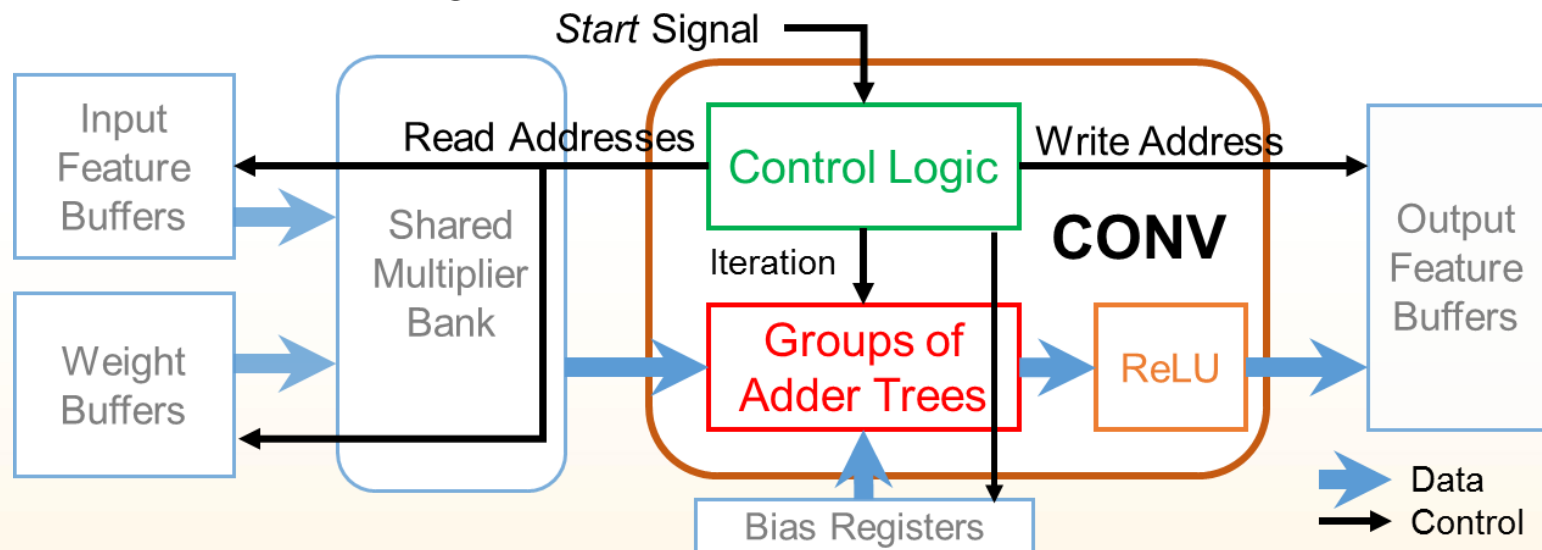 Start Signal
Input
Feature
Buffers
Read Addresses
Control Logic
Write Address
Shared
Multiplier
Bank
CONV
Output
Feature
Buffers
Iteration
Weight
Buffers
Groups of
Adder Trees
ReLU
Bias Registers
Data
Control